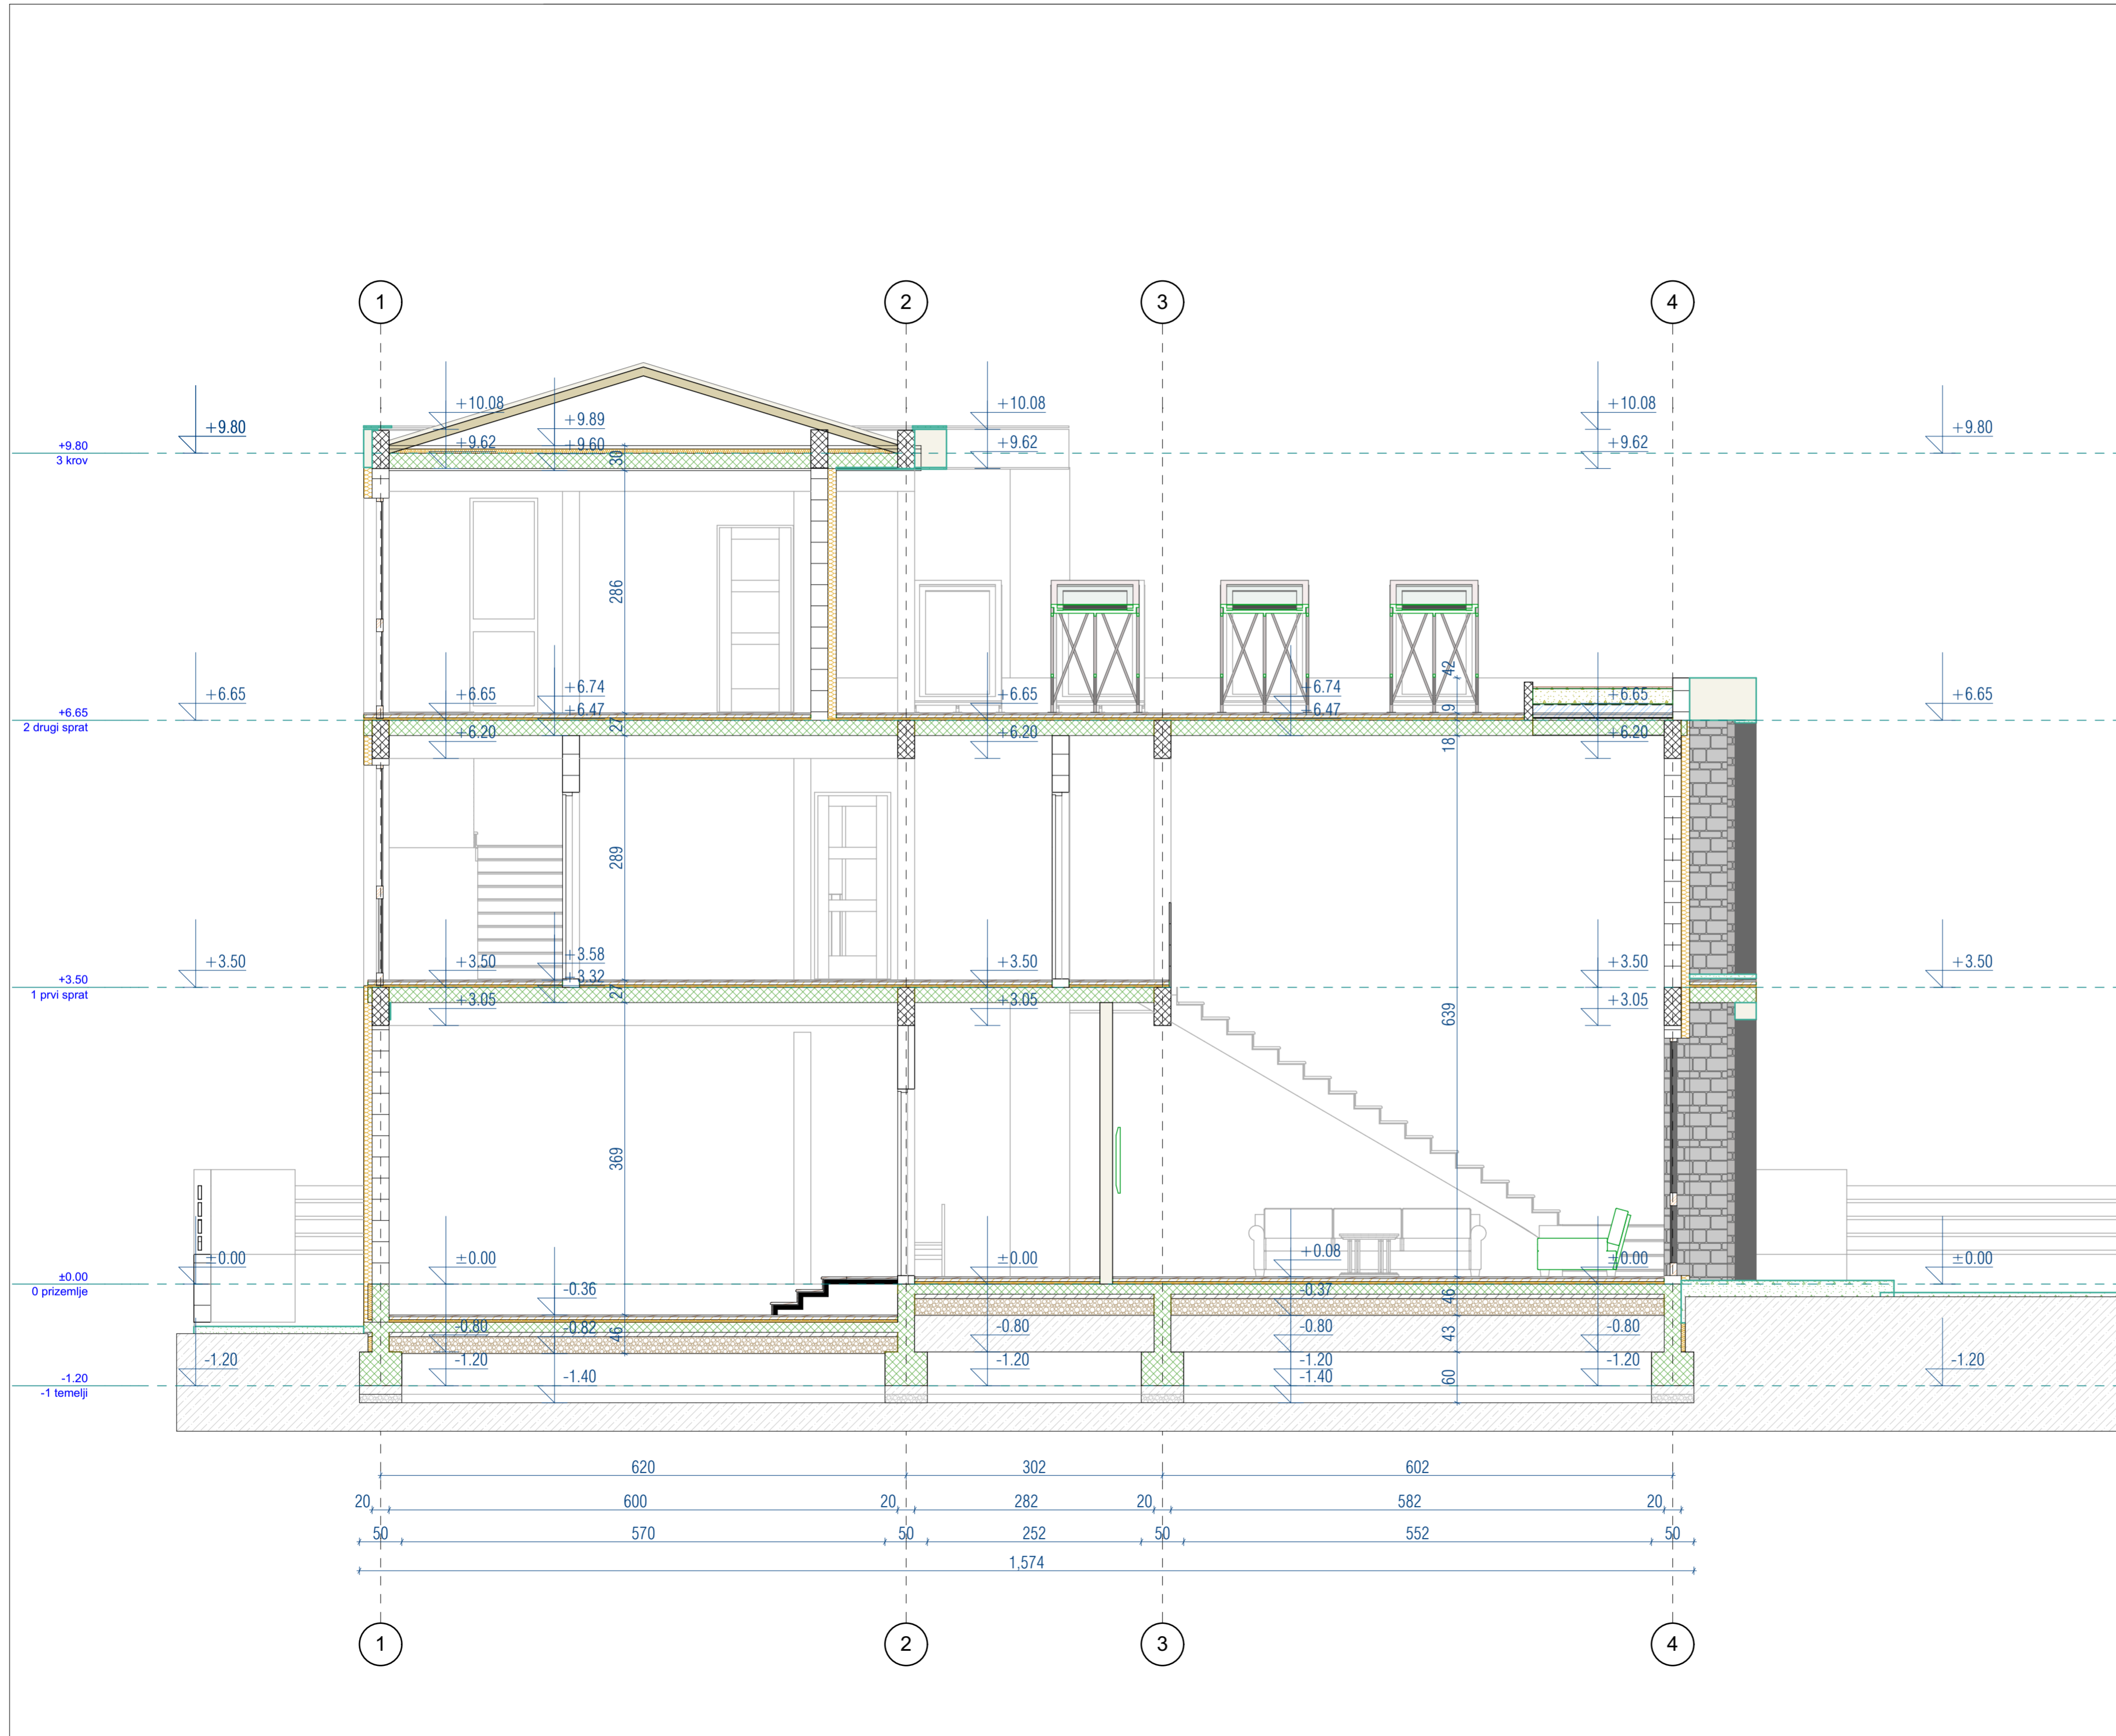 1 2 3 4
+10.08 +10.08 +10.08
+9.80 +9.89 +9.80
+9.80 +9.62 +9.60 +9.62 +9.62
3 krov
30
286
42
+6.65 +6.65 +6.74 +6.65 +6.74 +6.65 +6.65
+6.65 +6.47 +6.47 9
2 drugi sprat
27
+6.20 +6.20 18 +6.20
289
+3.50 +3.50 +3.58 +3.50 +3.50 +3.50
+3.50 +3.32
1 prvi sprat
27
+3.05 +3.05 +3.05
639
369
±0.00 ±0.00 ±0.00 +0.08 ±0.00 ±0.00
±0.00
0 prizemlje
-0.36 -0.37 46
-0.80 -0.82 46 -0.80 -0.80 43 -0.80
-1.20 -1.20 -1.20 -1.20 -1.20 -1.20
-1.20 -1.40 -1.40 60
-1 temelji
620 302 602
20 600 20 282 20 582 20
50 570 50 252 50 552 50
1,574
1 2 3 4